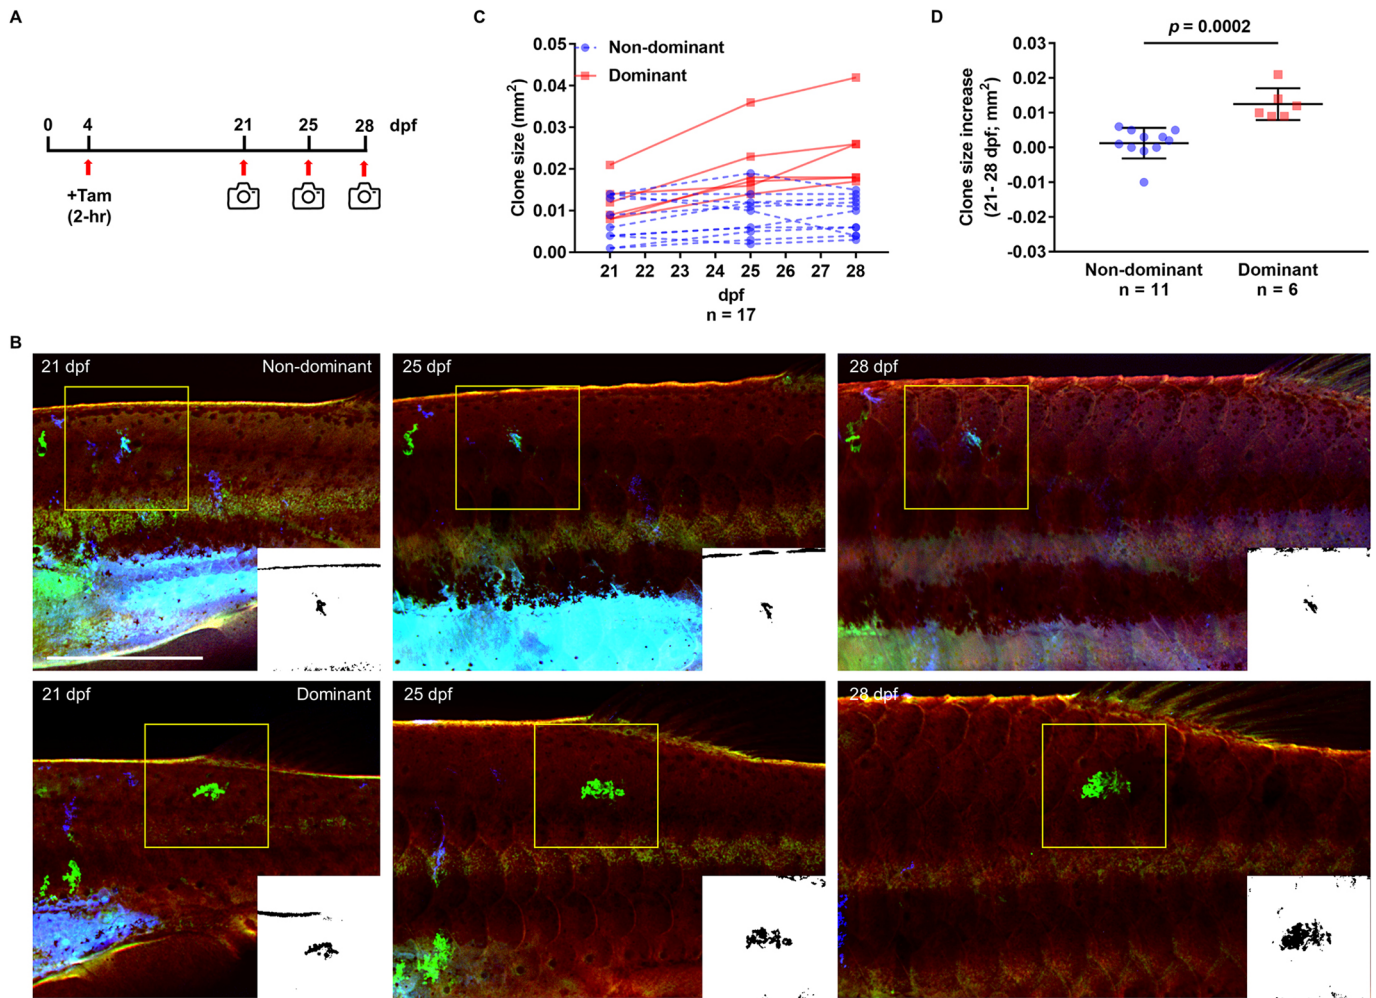 A
0 4 21 25 28 dpf
+Tam
(2-hr)
C
Clone size (mm²)
0.05
0.04
0.03
0.02
0.01
0.00
Non-dominant
Dominant
21 22 23 24 25 26 27 28
dpf
n = 17
D
p = 0.0002
Clone size increase
(21- 28 dpf; mm²)
0.03
0.02
0.01
0.00
-0.01
-0.02
-0.03
Non-dominant Dominant
n = 11 n = 6
B
21 dpf Non-dominant
25 dpf
28 dpf
21 dpf Dominant
25 dpf
28 dpf